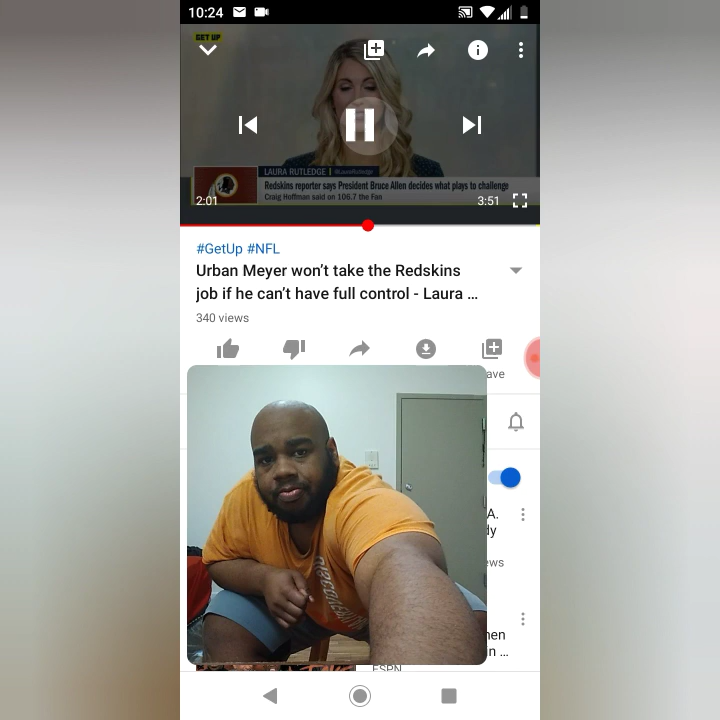 10:24
GET UP
LAURA RUTLEDGE | @LauraRutledge
Redskins reporter says President Bruce Allen decides what plays to challenge
Craig Hoffman said on 106.7 the Fan
2:01
3:51
#GetUp #NFL
Urban Meyer won't take the Redskins
job if he can't have full control - Laura ...
340 views
ave
A.
dy
ews
hen
in ...
ESPN